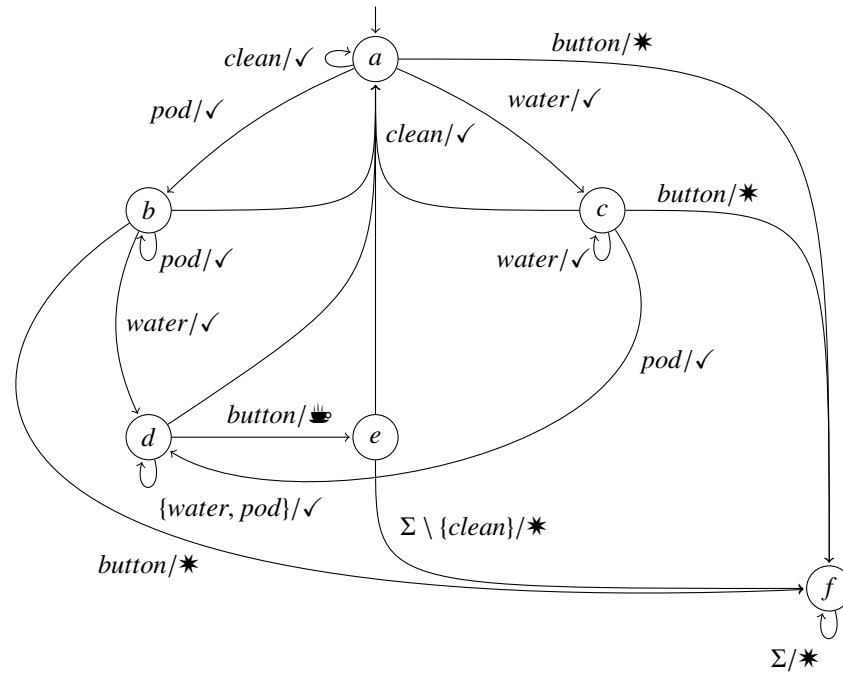 button/✷
clean/✓
a
water/✓
pod/✓
clean/✓
button/✷
b
c
pod/✓
water/✓
water/✓
pod/✓
button/☕
d
e
{water, pod}/✓
Σ \ {clean}/✷
button/✷
f
Σ/✷